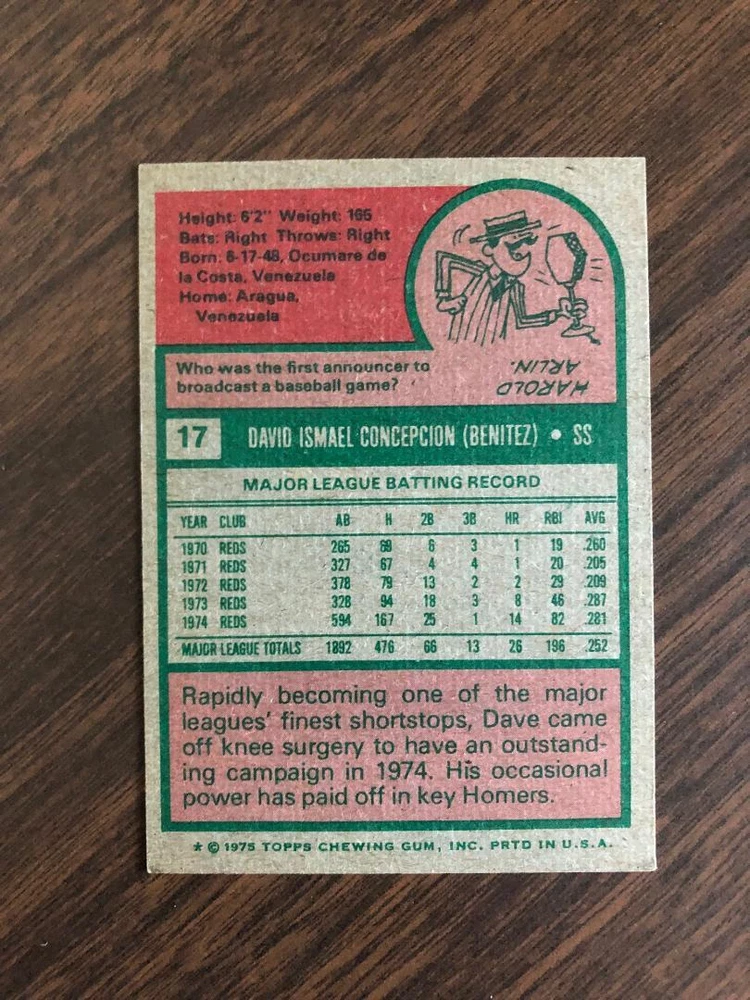 Height: 6'2" Weight: 165
Bats: Right Throws: Right
Born: 6-17-48, Ocumare de
la Costa, Venezuela
Home: Aragua,
Venezuela
Who was the first announcer to
broadcast a baseball game?
HAROLD
ARLIN.
17 DAVID ISMAEL CONCEPCION (BENITEZ) • SS
MAJOR LEAGUE BATTING RECORD
YEAR CLUB AB H 2B 3B HR RBI AVG
1970 REDS 265 69 6 3 1 19 .260
1971 REDS 327 67 4 4 1 20 .205
1972 REDS 378 79 13 2 2 29 .209
1973 REDS 328 94 18 3 8 46 .287
1974 REDS 594 167 25 1 14 82 .281
MAJOR LEAGUE TOTALS 1892 476 66 13 26 196 .252
Rapidly becoming one of the major
leagues' finest shortstops, Dave came
off knee surgery to have an outstand-
ing campaign in 1974. His occasional
power has paid off in key Homers.
* © 1975 TOPPS CHEWING GUM, INC. PRTD IN U.S.A.